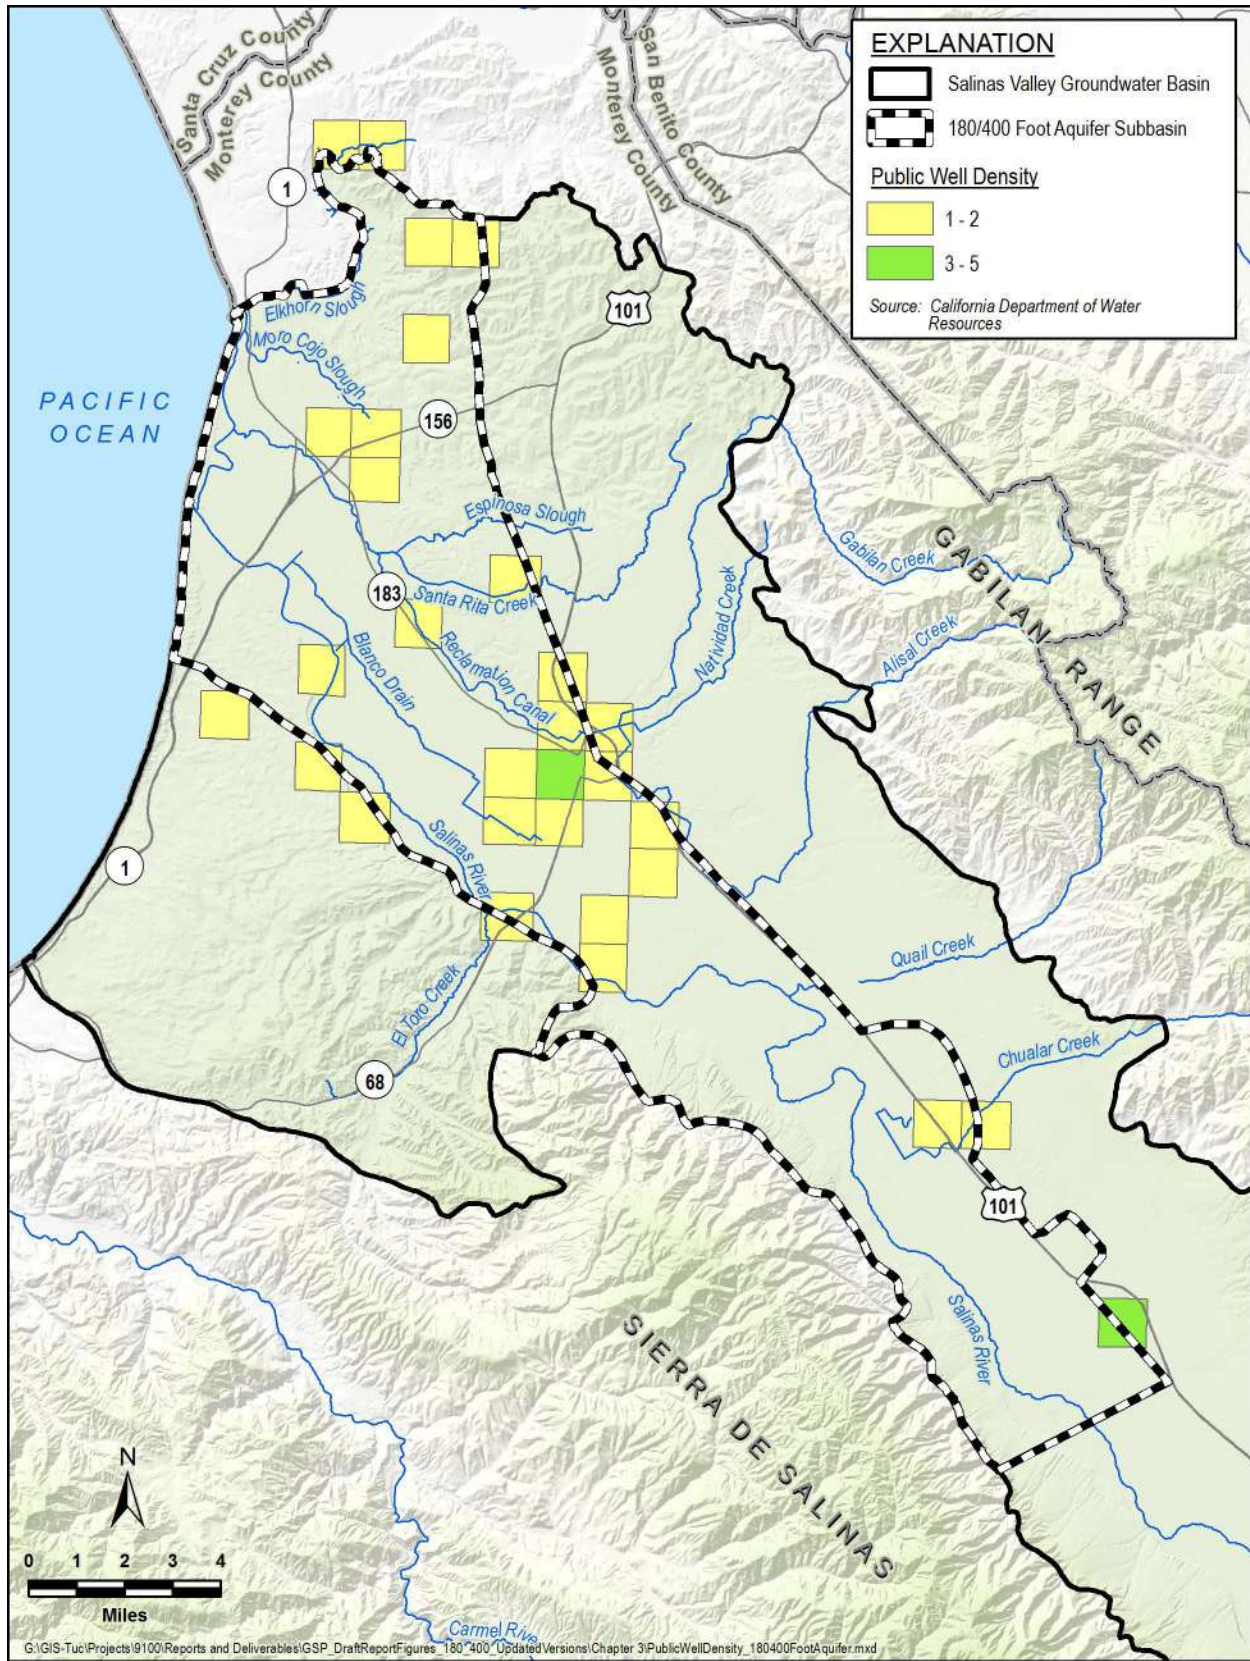 Santa Cruz County
Monterey County
San Benito County
Monterey County
EXPLANATION
Salinas Valley Groundwater Basin
180/400 Foot Aquifer Subbasin
Public Well Density
1 - 2
3 - 5
Source: California Department of Water
Resources
1
101
Elkhorn Slough
Moro Cojo Slough
PACIFIC
OCEAN
156
Espinosa Slough
Gabilan Creek
GABILAN RANGE
183
Santa Rita Creek
Natividad Creek
Alisal Creek
Reclamation Canal
Blanco Drain
Salinas River
1
Quail Creek
El Toro Creek
Chualar Creek
68
101
Salinas River
SIERRA DE SALINAS
N
0 1 2 3 4
Miles
Carmel Rive
G:\GIS-Tuc\Projects\9100\Reports and Deliverables\GSP_DraftReportFigures_180_400_UpdatedVersions\Chapter 3\PublicWellDensity_180400FootAquifer.mxd